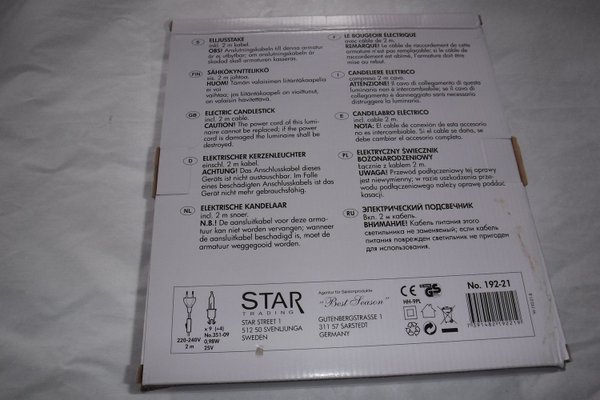 S ELLJUSSTAKE
inkl. 2 m kabel.
OBS! Anslutningskabeln till denna armatur
är ej utbytbar; om anslutningskabeln är
skadad skall armaturen kasseras.
FIN SÄHKÖKYNTTELIKKÖ
sis. 2 m johtoa.
HUOM! Tämän valaisimen liitäntäkaapelia
ei voi
vaihtaa; jos liitäntäkaapeli on vioittunut,
on valaisin hävitettävä.
GB ELECTRIC CANDLESTICK
incl. 2 m cable.
CAUTION! The power cord of this lumi-
naire cannot be replaced; if the power
cord is damaged the luminaire shall be
scrapped.
D ELEKTRISCHER KERZENLEUCHTER
einschl. 2 m kabel.
ACHTUNG! Das Anschlusskabel dieses
Geräts ist nicht austauschbar. Im Falle
eines beschädigten Anschlusskabels ist das
Gerät nicht mehr gebrauchsfähig.
NL ELEKTRISCHE KANDELAAR
incl. 2 m snoer.
N.B.! De aansluitkabel voor deze arma-
tuur kan niet worden vervangen; wanneer
de aansluitkabel beschadigd is, moet de
armatuur weggegooid worden.
F LE BOUGEOIR ÉLECTRIQUE
avec câble de 2 m.
REMARQUE! Le câble de raccordement de cette
armature n'est pas remplaçable; si le câble de raccordement
est abîmé, l'armature doit être
mise au rebut.
I CANDELIERE ELETTRICO
compreso 2 m cavo.
ATTENZIONE! Il cavo di collegamento di questa
luminaria non è intercambiabile; se il cavo di
collegamento è danneggiato sarà necessario
distruggere la luminaria.
E CANDELABRO ELÉCTRICO
incl. cable 2 m.
NOTA: El cable de conexión de esta accesorio
no es intercambiable. Si el cable se daña, se
debe cambiar el accesorio completo.
PL ELEKTRYCZNY ŚWIECZNIK
BOŻONARODZENIOWY
Łącznie z kablem 2 m.
UWAGA! Przewód podłączeniowy tej oprawy
jest niewymienny; w razie uszkodzenia prze-
wodu podłączeniowego należy oprawę poddać
kasacji.
RU ЭЛЕКТРИЧЕСКИЙ ПОДСВЕЧНИК
Вкл. 2 м кабель.
ВНИМАНИЕ! Кабель питания этого
светильника не заменяемый; если кабель
питания поврежден светильник не пригоден
для использования.
220-240V
2 m
x 9 (+4)
No.351-09
0,98W
25V
STAR
TRADING
STAR STREET 1
512 50 SVENLJUNGA
SWEDEN
Agentur für Saisonprodukte
"Best Season"
GUTENBERGSTRASSE 1
311 57 SARSTEDT
GERMANY
CE GS
HH-9PL
No. 192-21